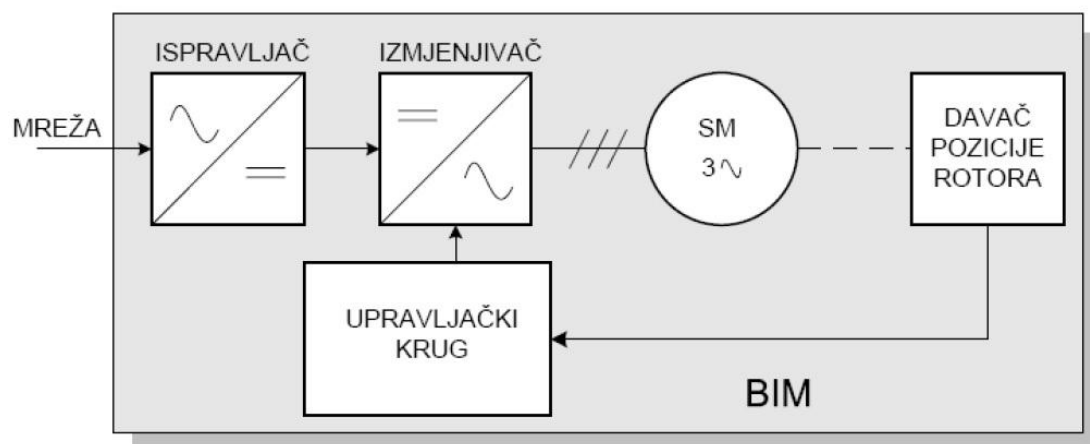 ISPRAVLJAČ
IZMJENJIVAČ
MREŽA
SM
3∿
DAVAČ
POZICIJE
ROTORA
UPRAVLJAČKI
KRUG
BIM